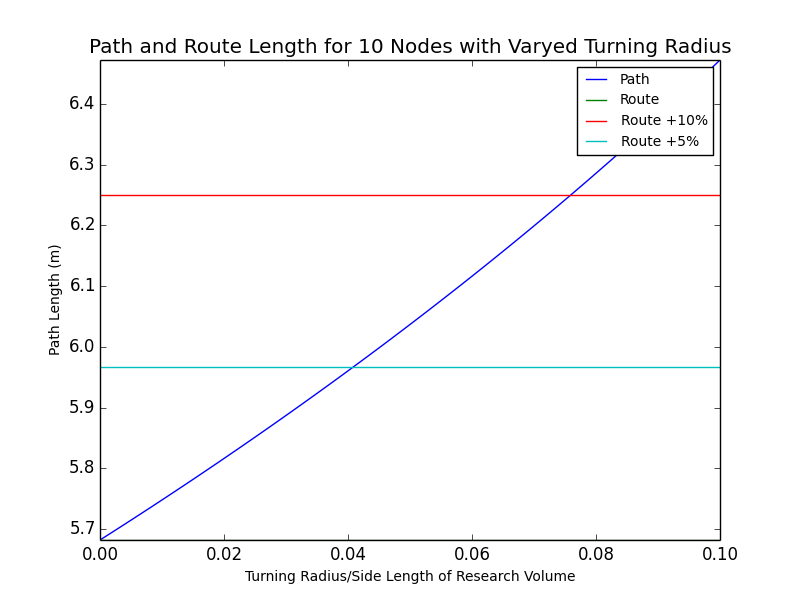 Path and Route Length for 10 Nodes with Varyed Turning Radius
Path
Route
Route +10%
Route +5%
6.4
6.3
6.2
6.1
6.0
5.9
5.8
5.7
Path Length (m)
0.00 0.02 0.04 0.06 0.08 0.10
Turning Radius/Side Length of Research Volume